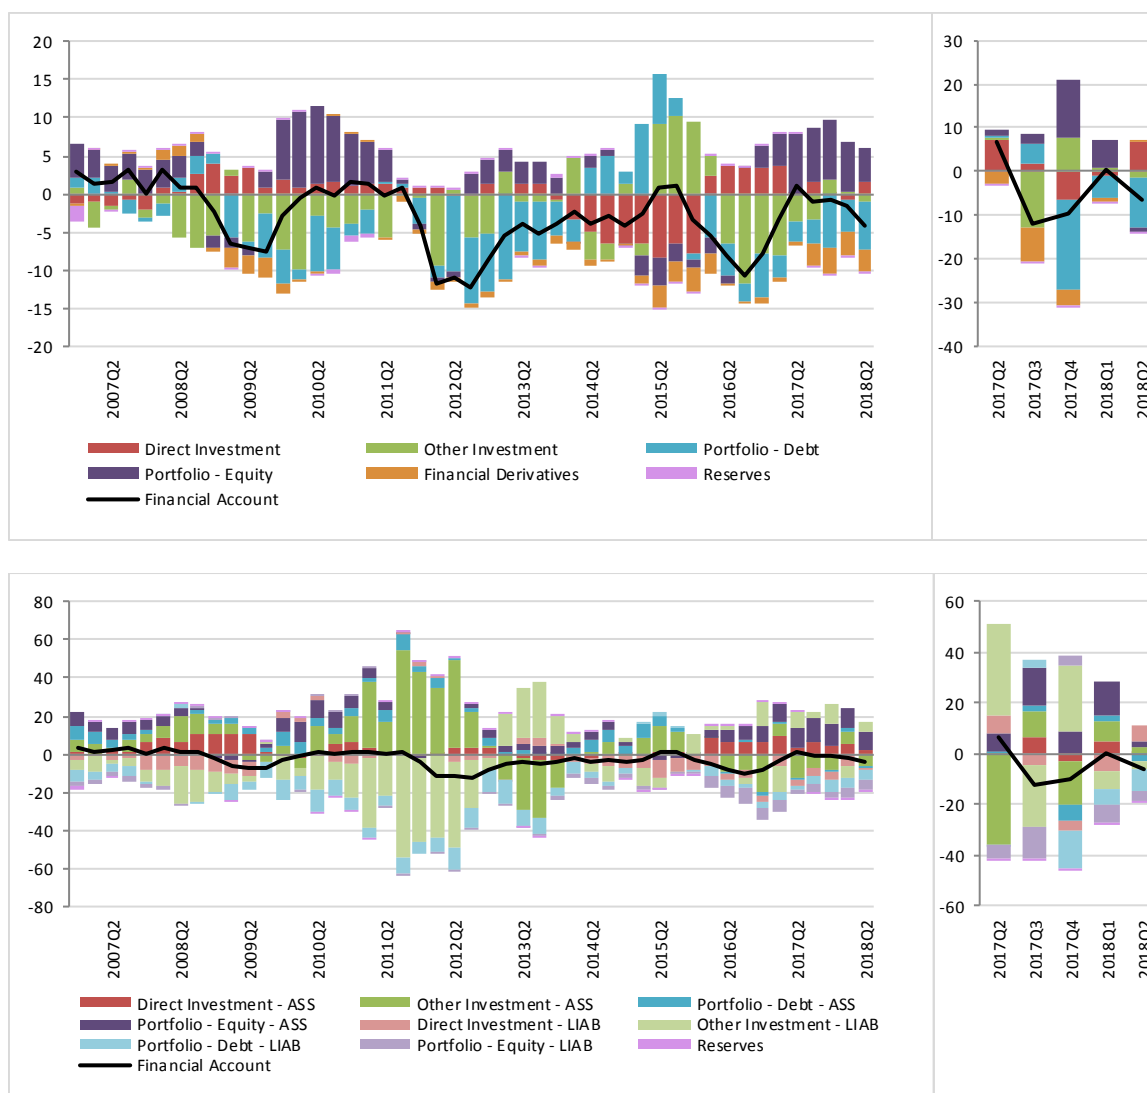 20
15
10
5
0
-5
-10
-15
-20
2007Q2
2008Q2
2009Q2
2010Q2
2011Q2
2012Q2
2013Q2
2014Q2
2015Q2
2016Q2
2017Q2
2018Q2
Direct Investment Other Investment Portfolio - Debt
Portfolio - Equity Financial Derivatives Reserves
Financial Account
30
20
10
0
-10
-20
-30
-40
2017Q2
2017Q3
2017Q4
2018Q1
2018Q2
80
60
40
20
0
-20
-40
-60
-80
2007Q2
2008Q2
2009Q2
2010Q2
2011Q2
2012Q2
2013Q2
2014Q2
2015Q2
2016Q2
2017Q2
2018Q2
Direct Investment - ASS Other Investment - ASS Portfolio - Debt - ASS
Portfolio - Equity - ASS Direct Investment - LIAB Other Investment - LIAB
Portfolio - Debt - LIAB Portfolio - Equity - LIAB Reserves
Financial Account
60
40
20
0
-20
-40
-60
2017Q2
2017Q3
2017Q4
2018Q1
2018Q2